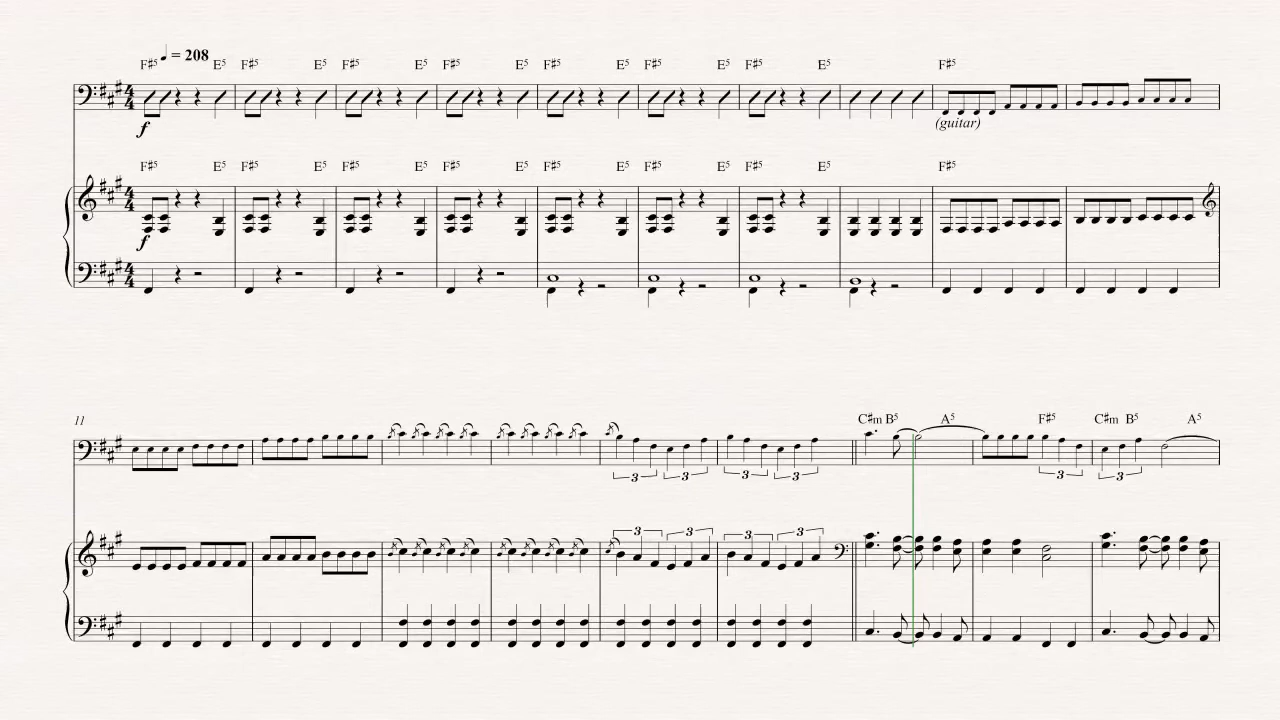 ♩ = 208
F♯5 E5 F♯5 E5 F♯5 E5 F♯5 E5 F♯5 E5 F♯5 E5 F♯5 E5 F♯5
f
(guitar)
F♯5 E5 F♯5 E5 F♯5 E5 F♯5 E5 F♯5 E5 F♯5 E5 F♯5 E5 F♯5
f
11
C♯m B5 A5 F♯5 C♯m B5 A5
3 3 3 3 3 3
3 3 3 3